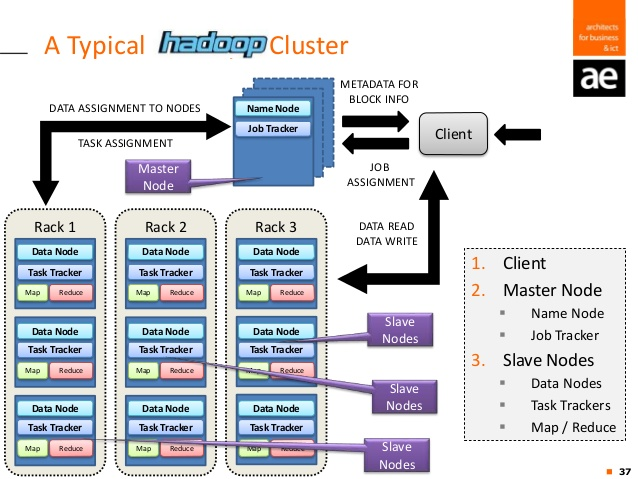 A Typical hadoop Cluster
architects
for business
& ict
ae
METADATA FOR
BLOCK INFO
DATA ASSIGNMENT TO NODES
TASK ASSIGNMENT
Name Node
Job Tracker
Client
Master
Node
JOB
ASSIGNMENT
DATA READ
DATA WRITE
Rack 1
Data Node
Task Tracker
Map Reduce
Data Node
Task Tracker
Map Reduce
Data Node
Task Tracker
Map Reduce
Rack 2
Data Node
Task Tracker
Map Reduce
Data Node
Task Tracker
Map Reduce
Data Node
Task Tracker
Map Reduce
Rack 3
Data Node
Task Tracker
Map Reduce
Data Node
Task Tracker
Map Reduce
Data Node
Task Tracker
Map Reduce
Slave
Nodes
Slave
Nodes
Slave
Nodes
1. Client
2. Master Node
▪ Name Node
▪ Job Tracker
3. Slave Nodes
▪ Data Nodes
▪ Task Trackers
▪ Map / Reduce
37